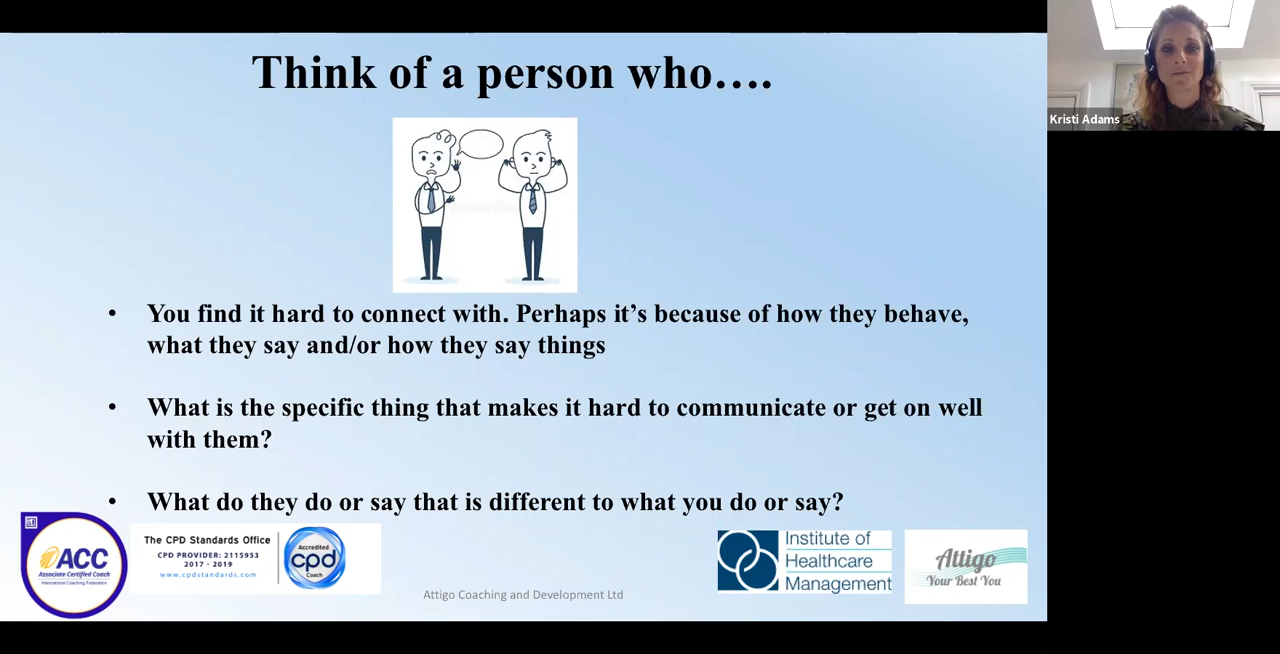 Think of a person who….
Kristi Adams
• You find it hard to connect with. Perhaps it’s because of how they behave,
what they say and/or how they say things
• What is the specific thing that makes it hard to communicate or get on well
with them?
• What do they do or say that is different to what you do or say?
ACC
Associate Certified Coach
International Coaching Federation
The CPD Standards Office
CPD PROVIDER: 2115953
2017 - 2019
www.cpdstandards.com
Accredited
cpd
Coach
Attigo Coaching and Development Ltd
Institute of
Healthcare
Management
Attigo
Your Best You